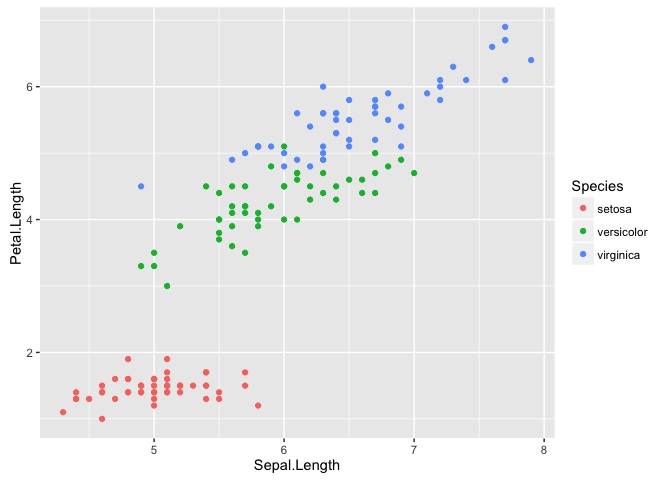 6
4
2
Petal.Length
5 6 7 8
Sepal.Length
Species
setosa
versicolor
virginica